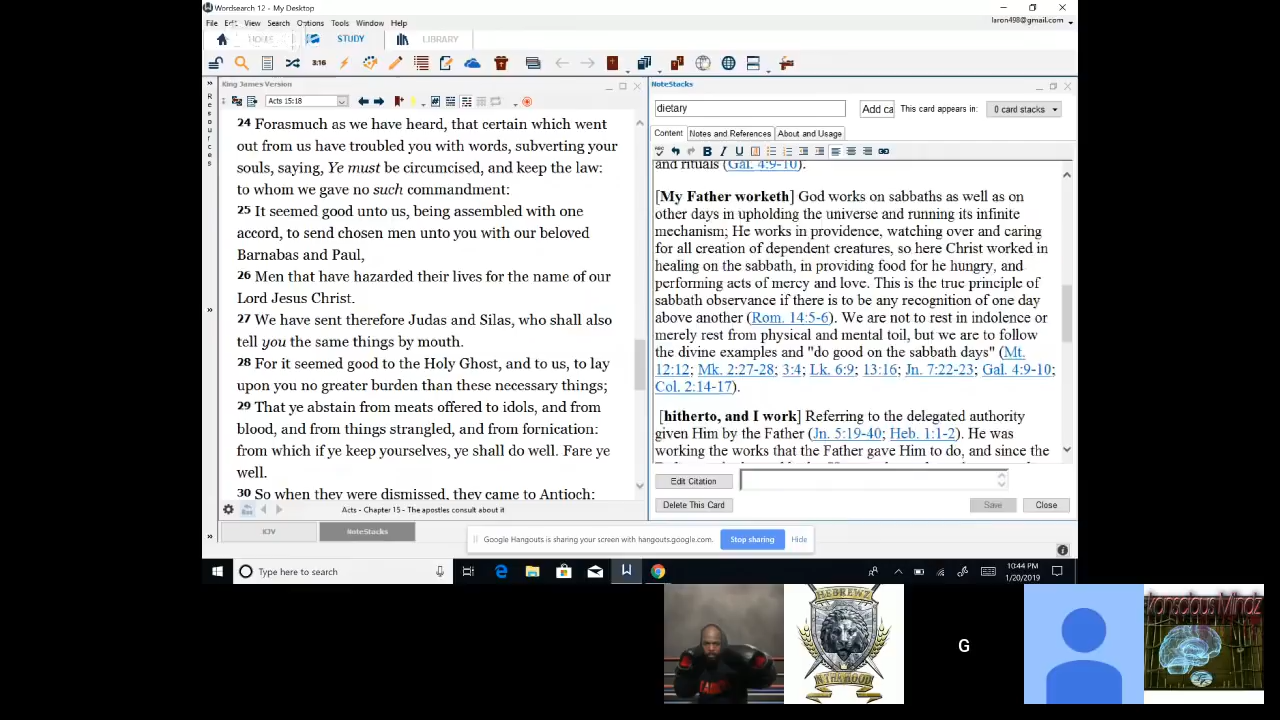 Wordsearch 12 - My Desktop
laron498@gmail.com
File Edit View Search Options Tools Window Help
HOME STUDY LIBRARY
3:16
Resources
King James Version
Acts 15:18
24 Forasmuch as we have heard, that certain which went
out from us have troubled you with words, subverting your
souls, saying, Ye must be circumcised, and keep the law:
to whom we gave no such commandment:
25 It seemed good unto us, being assembled with one
accord, to send chosen men unto you with our beloved
Barnabas and Paul,
26 Men that have hazarded their lives for the name of our
Lord Jesus Christ.
27 We have sent therefore Judas and Silas, who shall also
tell you the same things by mouth.
28 For it seemed good to the Holy Ghost, and to us, to lay
upon you no greater burden than these necessary things;
29 That ye abstain from meats offered to idols, and from
blood, and from things strangled, and from fornication:
from which if ye keep yourselves, ye shall do well. Fare ye
well.
30 So when they were dismissed, they came to Antioch:
Acts - Chapter 15 - The apostles consult about it
KJV NoteStacks
NoteStacks
dietary Add ca This card appears in: 0 card stacks
Content Notes and References About and Usage
B I U
and rituals (Gal. 4:9-10).
[My Father worketh] God works on sabbaths as well as on
other days in upholding the universe and running its infinite
mechanism; He works in providence, watching over and caring
for all creation of dependent creatures, so here Christ worked in
healing on the sabbath, in providing food for he hungry, and
performing acts of mercy and love. This is the true principle of
sabbath observance if there is to be any recognition of one day
above another (Rom. 14:5-6). We are not to rest in indolence or
merely rest from physical and mental toil, but we are to follow
the divine examples and "do good on the sabbath days" (Mt.
12:12; Mk. 2:27-28; 3:4; Lk. 6:9; 13:16; Jn. 7:22-23; Gal. 4:9-10;
Col. 2:14-17).
[hitherto, and I work] Referring to the delegated authority
given Him by the Father (Jn. 5:19-40; Heb. 1:1-2). He was
working the works that the Father gave Him to do, and since the
Edit Citation
Delete This Card Save Close
Google Hangouts is sharing your screen with hangouts.google.com. Stop sharing Hide
Type here to search
10:44 PM
1/20/2019
HEBREWZ
G